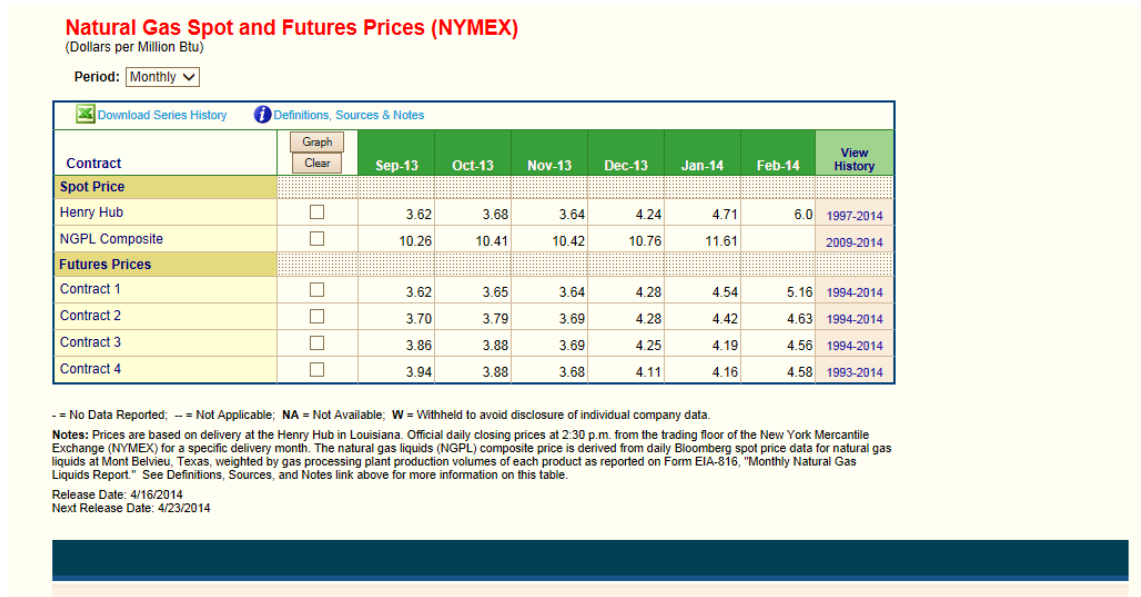 Natural Gas Spot and Futures Prices (NYMEX)
(Dollars per Million Btu)
Period: Monthly
Download Series History Definitions, Sources & Notes
Contract Graph Clear Sep-13 Oct-13 Nov-13 Dec-13 Jan-14 Feb-14 View History
Spot Price
Henry Hub 3.62 3.68 3.64 4.24 4.71 6.0 1997-2014
NGPL Composite 10.26 10.41 10.42 10.76 11.61 2009-2014
Futures Prices
Contract 1 3.62 3.65 3.64 4.28 4.54 5.16 1994-2014
Contract 2 3.70 3.79 3.69 4.28 4.42 4.63 1994-2014
Contract 3 3.86 3.88 3.69 4.25 4.19 4.56 1994-2014
Contract 4 3.94 3.88 3.68 4.11 4.16 4.58 1993-2014
- = No Data Reported; -- = Not Applicable; NA = Not Available; W = Withheld to avoid disclosure of individual company data.
Notes: Prices are based on delivery at the Henry Hub in Louisiana. Official daily closing prices at 2:30 p.m. from the trading floor of the New York Mercantile
Exchange (NYMEX) for a specific delivery month. The natural gas liquids (NGPL) composite price is derived from daily Bloomberg spot price data for natural gas
liquids at Mont Belvieu, Texas, weighted by gas processing plant production volumes of each product as reported on Form EIA-816, "Monthly Natural Gas
Liquids Report." See Definitions, Sources, and Notes link above for more information on this table.
Release Date: 4/16/2014
Next Release Date: 4/23/2014